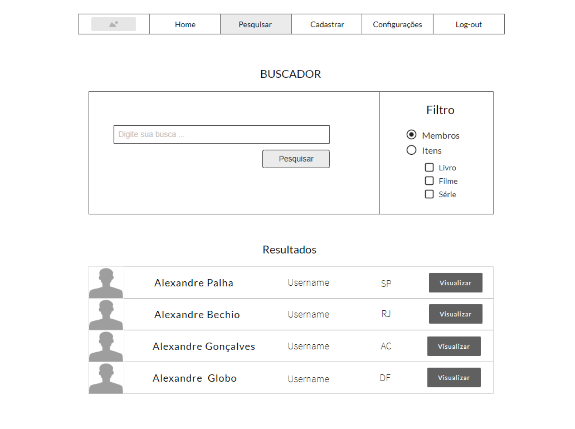 Home Pesquisar Cadastrar Configurações Log-out
BUSCADOR
Filtro
Digite sua busca ...
Pesquisar
Membros
Itens
Livro
Filme
Série
Resultados
Alexandre Palha Username SP Visualizar
Alexandre Bechio Username RJ Visualizar
Alexandre Gonçalves Username AC Visualizar
Alexandre Globo Username DF Visualizar